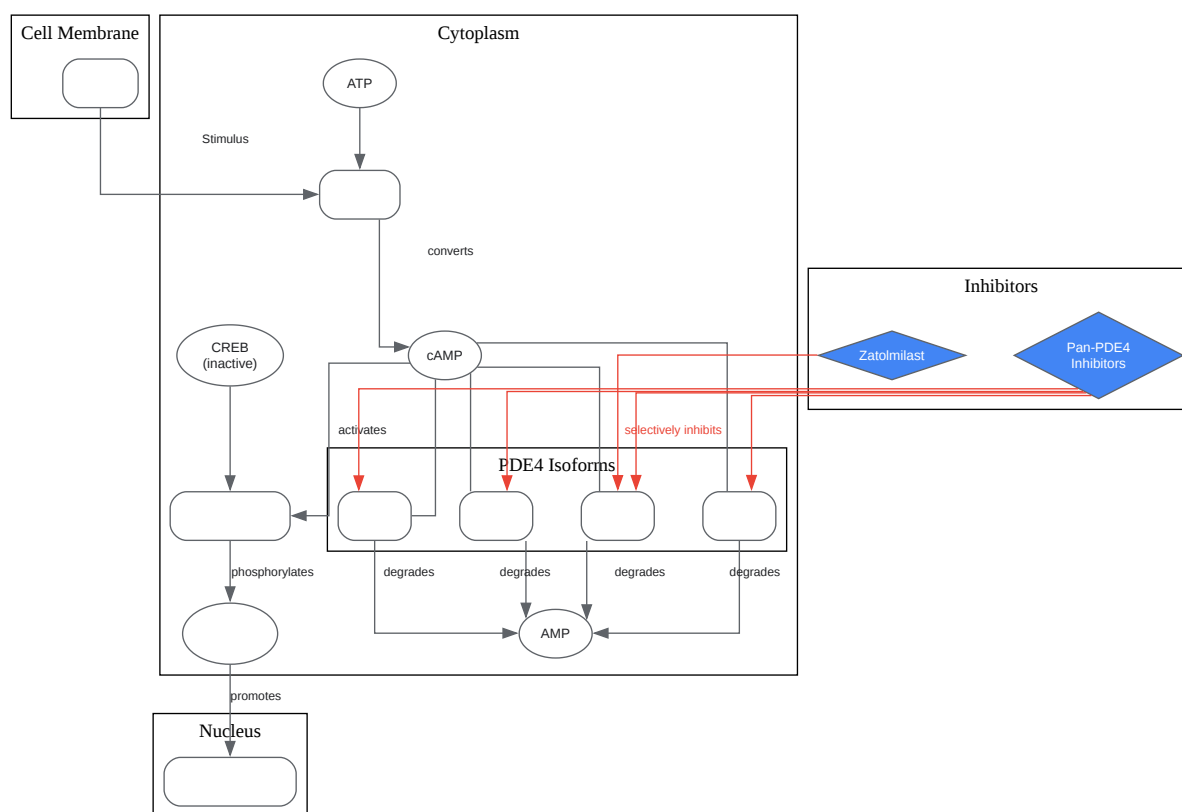 Cell Membrane
Cytoplasm
ATP
Stimulus
converts
Inhibitors
CREB
(inactive)
cAMP
Zatolmilast
Pan-PDE4
Inhibitors
activates
selectively inhibits
PDE4 Isoforms
phosphorylates
degrades
degrades
degrades
degrades
AMP
promotes
Nucleus